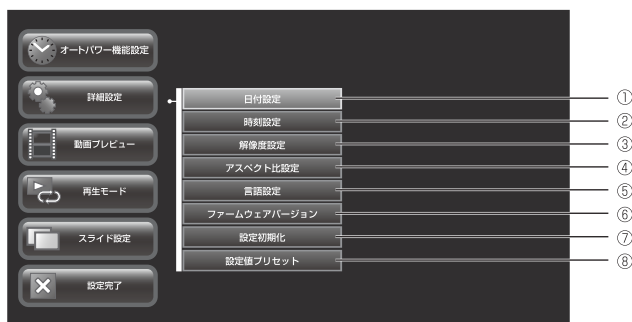 オートパワー機能設定
詳細設定
動画プレビュー
再生モード
スライド設定
設定完了
日付設定 ①
時刻設定 ②
解像度設定 ③
アスペクト比設定 ④
言語設定 ⑤
ファームウェアバージョン ⑥
設定初期化 ⑦
設定値プリセット ⑧